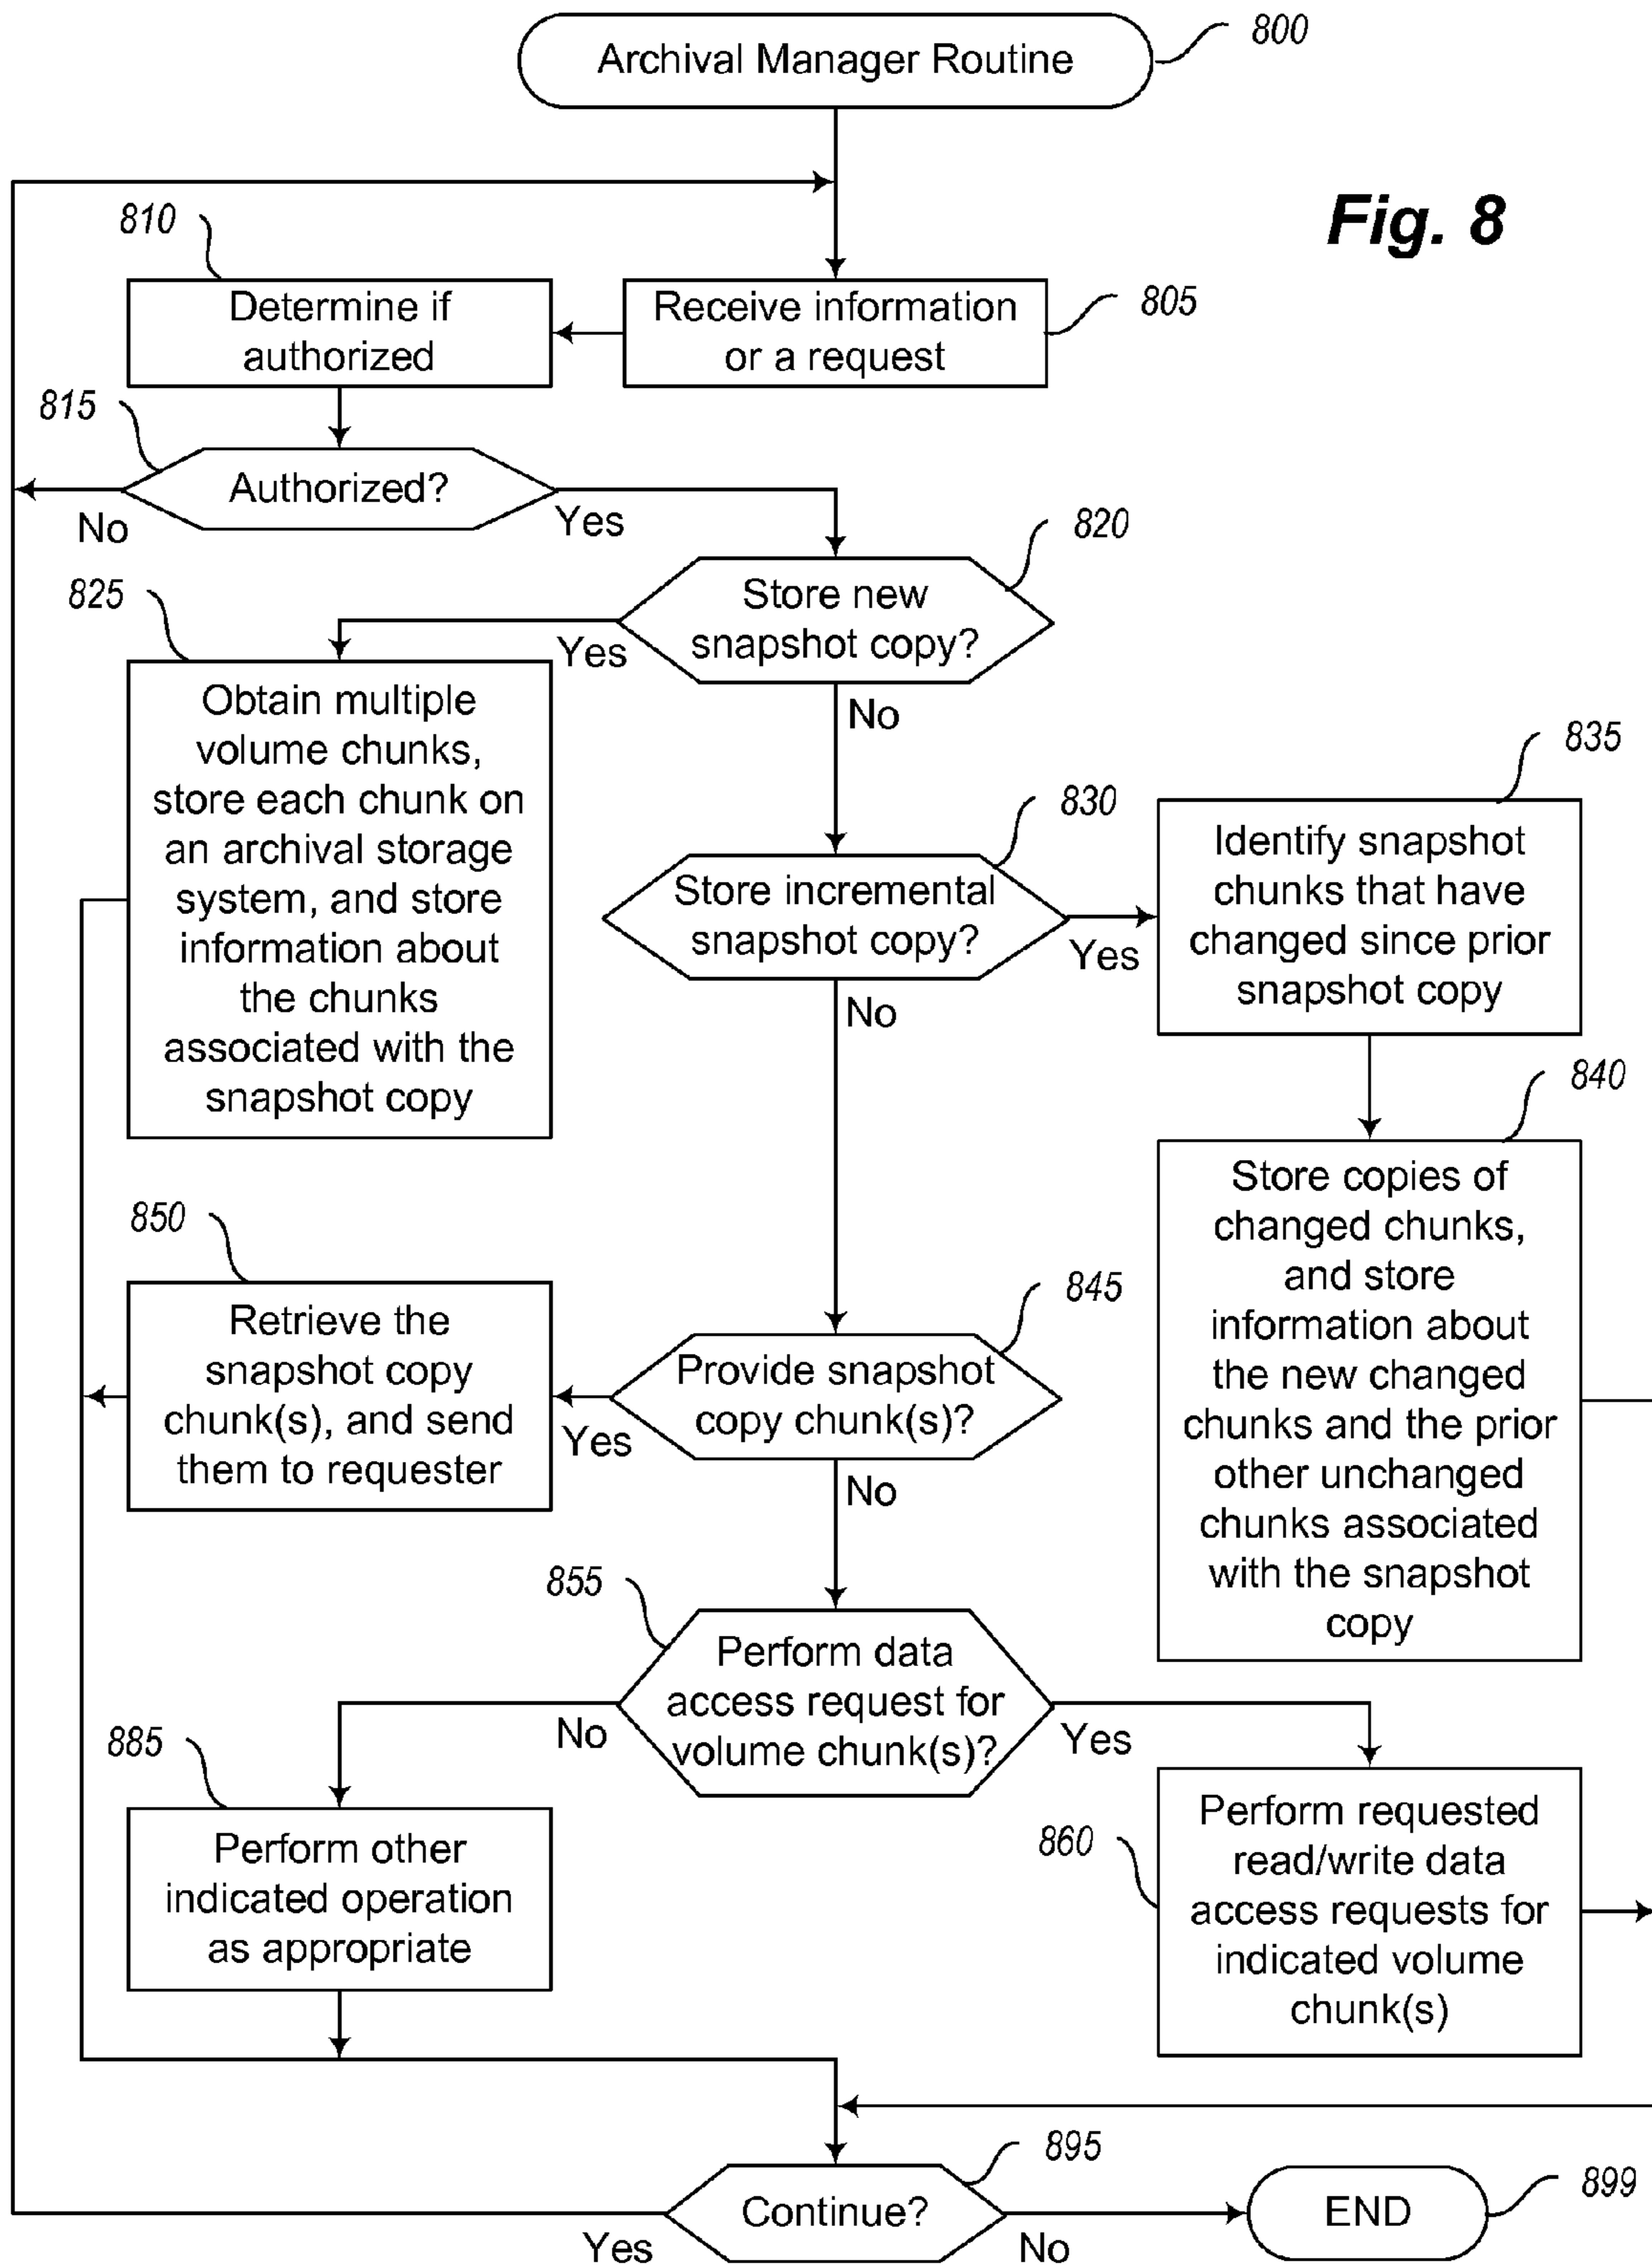 Archival Manager Routine
800
Fig. 8
810
Determine if
authorized
Receive information
or a request
805
815
Authorized?
No
Yes
820
Store new
snapshot copy?
Yes
No
825
Obtain multiple
volume chunks,
store each chunk on
an archival storage
system, and store
information about
the chunks
associated with the
snapshot copy
830
Store incremental
snapshot copy?
Yes
No
835
Identify snapshot
chunks that have
changed since prior
snapshot copy
840
Store copies of
changed chunks,
and store
information about
the new changed
chunks and the prior
other unchanged
chunks associated
with the snapshot
copy
845
Provide snapshot
copy chunk(s)?
Yes
No
850
Retrieve the
snapshot copy
chunk(s), and send
them to requester
855
Perform data
access request for
volume chunk(s)?
No
Yes
885
Perform other
indicated operation
as appropriate
860
Perform requested
read/write data
access requests for
indicated volume
chunk(s)
895
Continue?
Yes
No
END
899